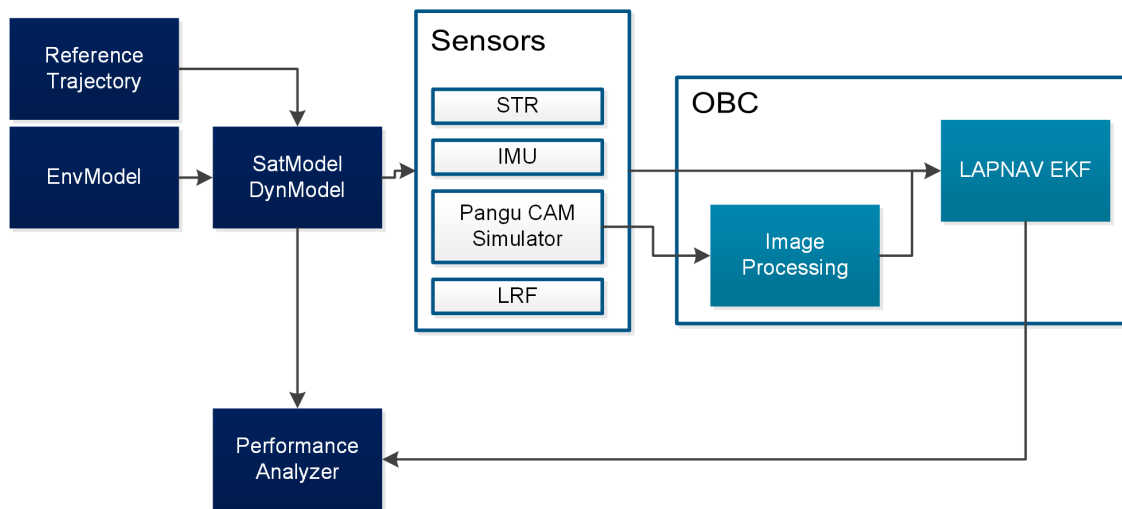 Reference
Trajectory
EnvModel
SatModel
DynModel
Sensors
STR
IMU
Pangu CAM
Simulator
LRF
OBC
LAPNAV EKF
Image
Processing
Performance
Analyzer